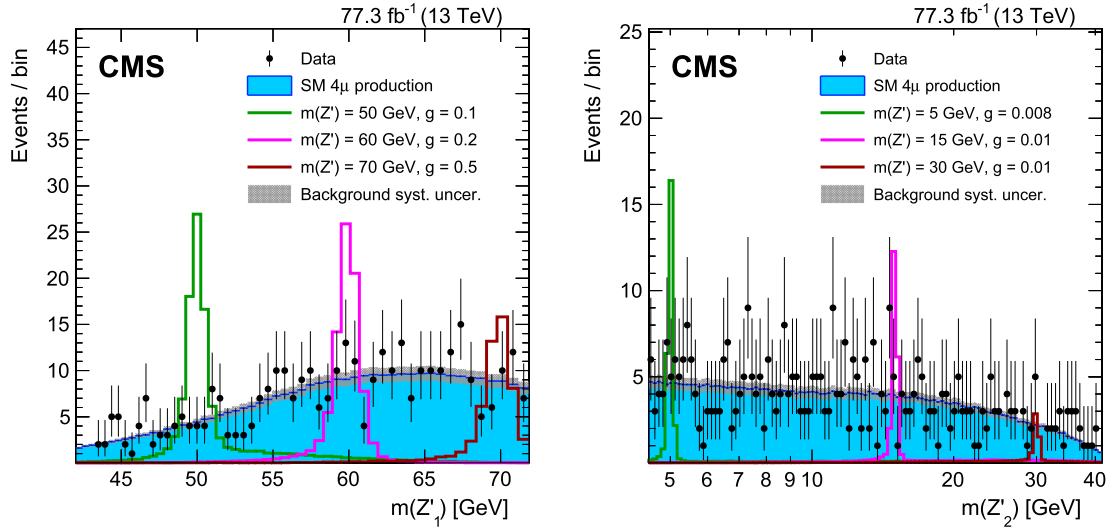 77.3 fb⁻¹ (13 TeV)
CMS
Data
SM 4μ production
m(Z') = 50 GeV, g = 0.1
m(Z') = 60 GeV, g = 0.2
m(Z') = 70 GeV, g = 0.5
Background syst. uncer.
Events / bin
45
40
35
30
25
20
15
10
5
45 50 55 60 65 70
m(Z'₁) [GeV]
77.3 fb⁻¹ (13 TeV)
CMS
Data
SM 4μ production
m(Z') = 5 GeV, g = 0.008
m(Z') = 15 GeV, g = 0.01
m(Z') = 30 GeV, g = 0.01
Background syst. uncer.
Events / bin
25
20
15
10
5
0
5 6 7 8 9 10 20 30 40
m(Z'₂) [GeV]